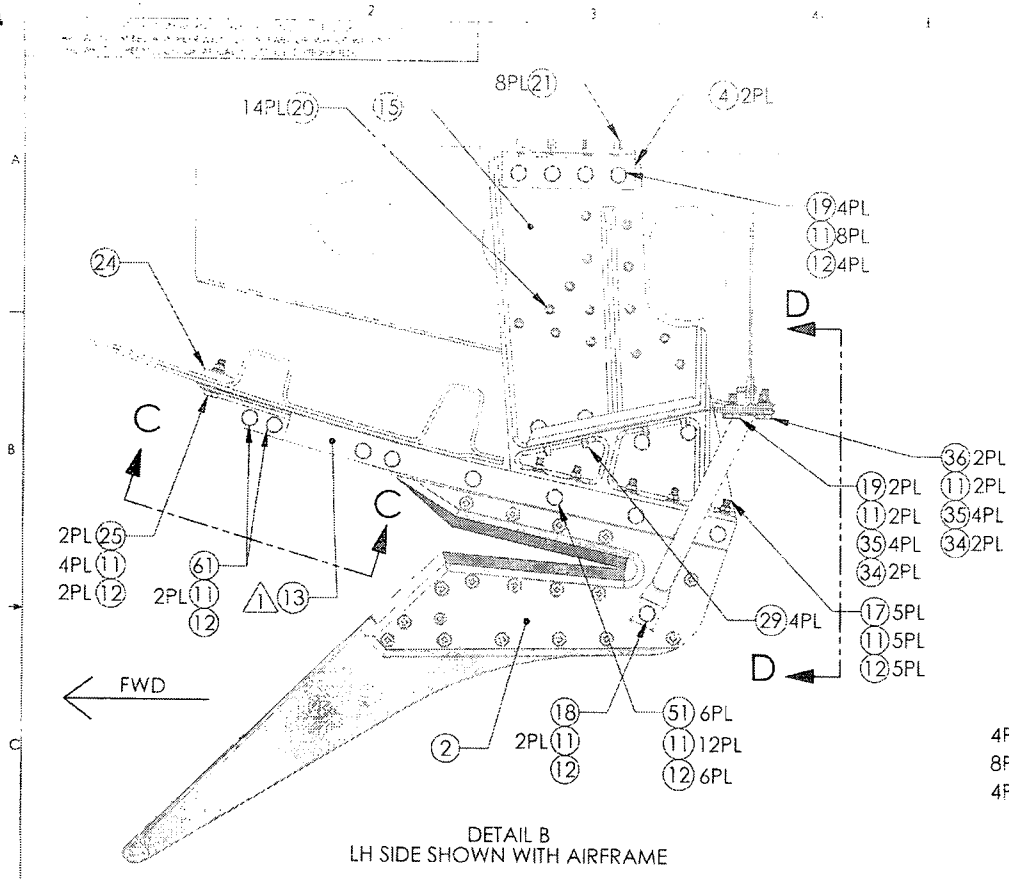 2
3
4
8PL 21
4 2PL
14PL 20
15
A
19 4PL
11 8PL
12 4PL
24
D
C
B
36 2PL
19 2PL
11 2PL
11 2PL
35 4PL
35 4PL
34 2PL
34 2PL
C
2PL 25
4PL 11
2PL 12
61
2PL 11
12
1 13
29 4PL
17 5PL
11 5PL
12 5PL
D
FWD
18
2PL 11
12
51 6PL
11 12PL
12 6PL
2
C
4P
8P
4P
DETAIL B
LH SIDE SHOWN WITH AIRFRAME